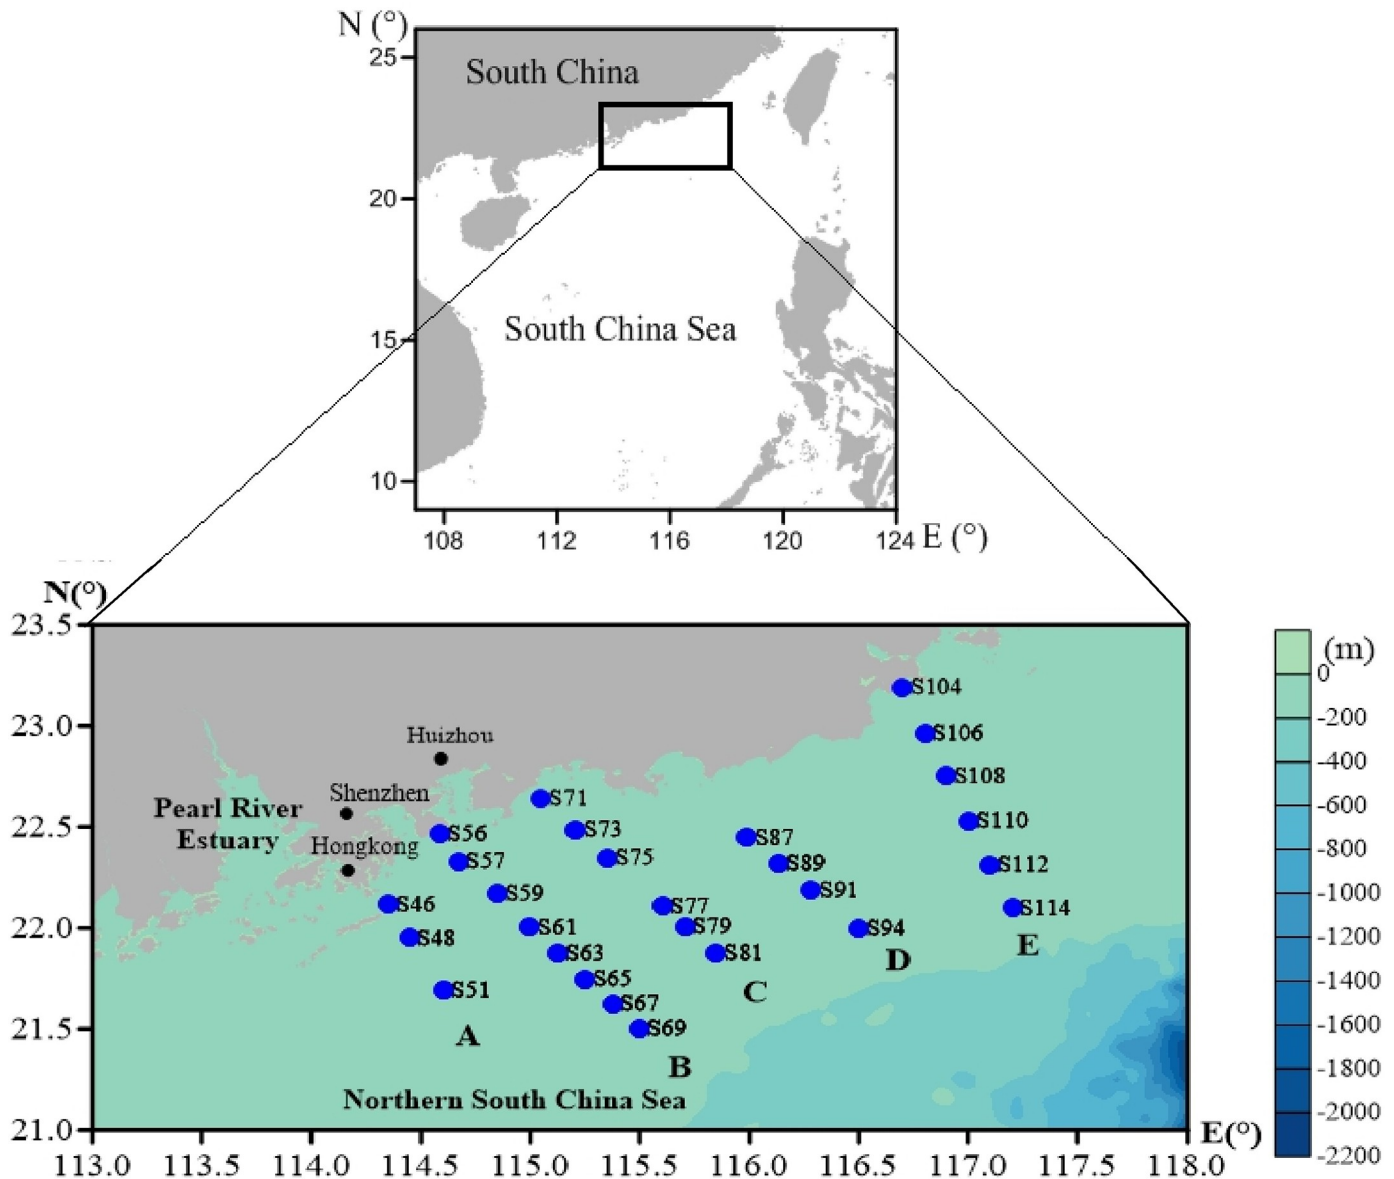 N (°)
25
South China
20
15
South China Sea
10
108 112 116 120 124 E (°)
N(°)
23.5
(m)
0
S104
-200
23.0
S106
Huizhou
-400
S108
Shenzhen
S71
-600
Pearl River
22.5
S56
S73
S87
S110
Estuary
Hongkong
-800
S57
S75
S89
S112
S59
S91
-1000
S46
S77
S114
22.0
S48
S61
S79
S94
-1200
S63
S81
D
E
-1400
S51
S65
C
S67
-1600
21.5
A
S69
B
-1800
Northern South China Sea
-2000
21.0
E(°)
-2200
113.0 113.5 114.0 114.5 115.0 115.5 116.0 116.5 117.0 117.5 118.0